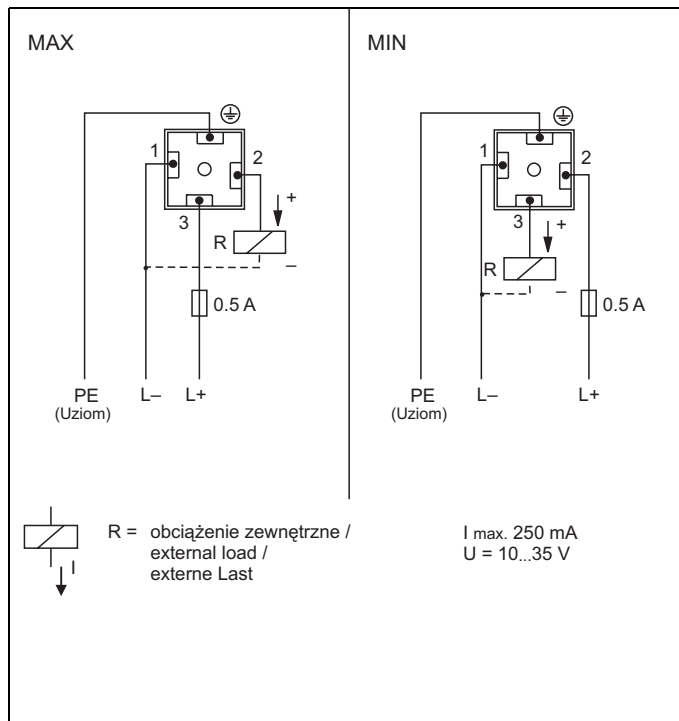 MAX
1
2
3
+
R
–
0.5 A
PE
(Uziom)
L–
L+
MIN
1
2
3
+
R
–
0.5 A
PE
(Uziom)
L–
L+
I
R = obciążenie zewnętrzne /
external load /
externe Last
I max. 250 mA
U = 10...35 V